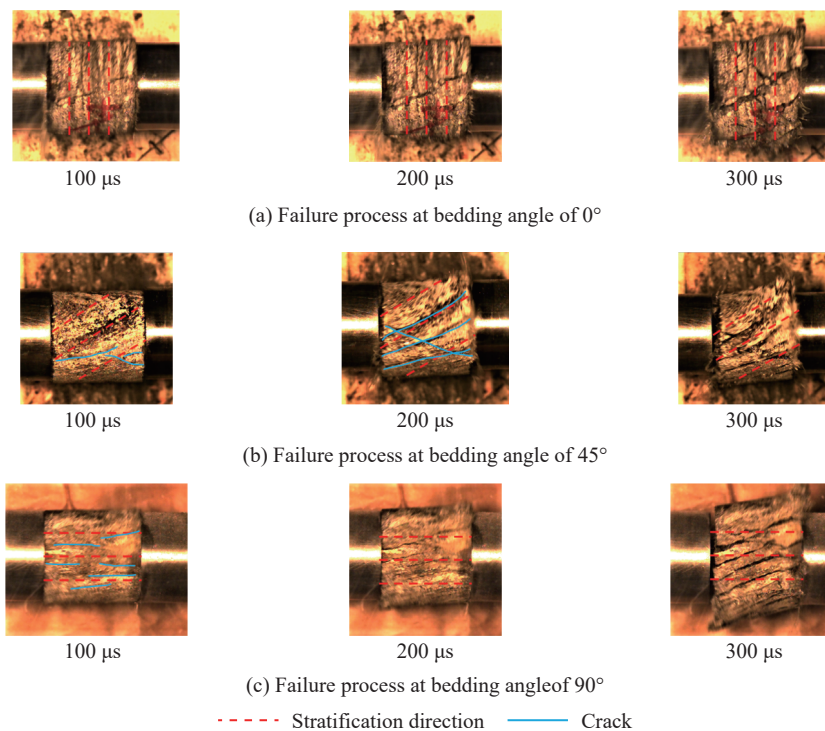 100 μs 200 μs 300 μs
(a) Failure process at bedding angle of 0°
100 μs 200 μs 300 μs
(b) Failure process at bedding angle of 45°
100 μs 200 μs 300 μs
(c) Failure process at bedding angleof 90°
Stratification direction Crack